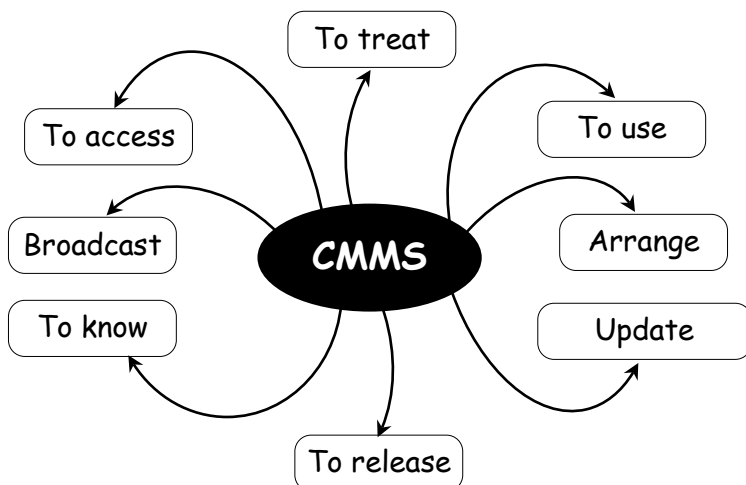 To treat
To access
To use
Broadcast
CMMS
Arrange
To know
Update
To release